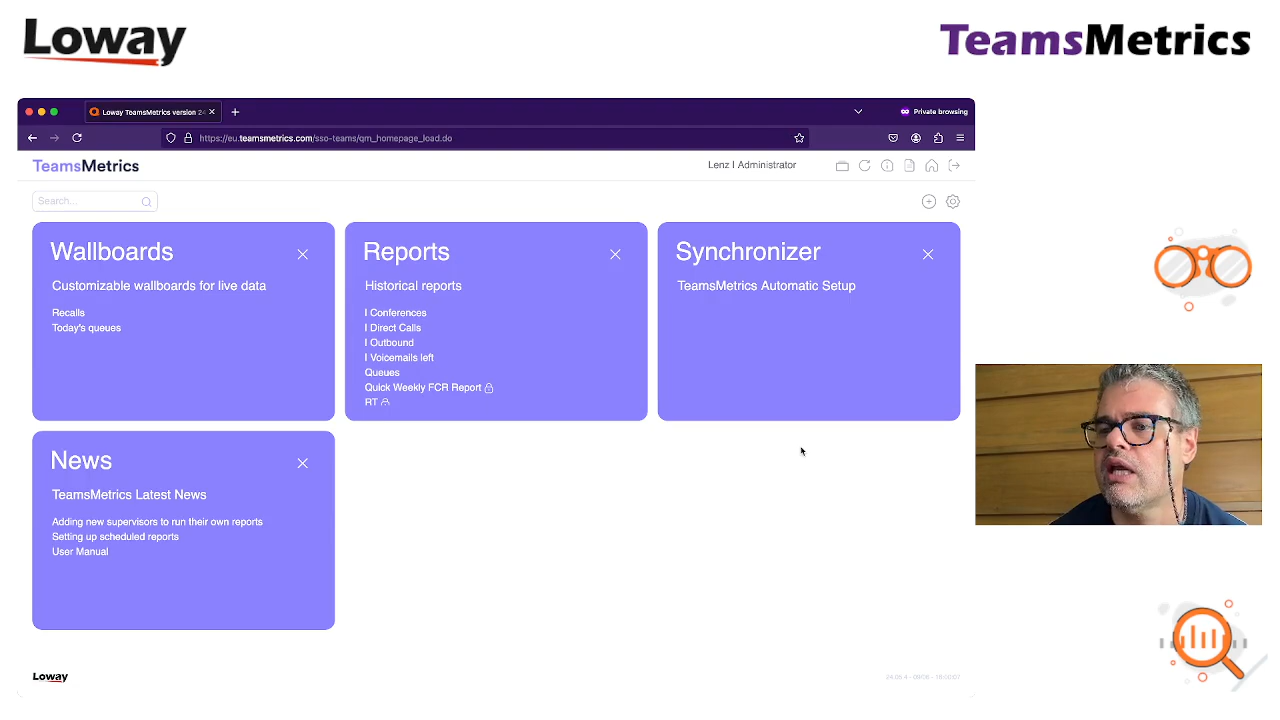 Loway
TeamsMetrics
Loway TeamsMetrics version 24
Private browsing
https://eu.teamsmetrics.com/sso-teams/qm_homepage_load.do
TeamsMetrics
Lenz | Administrator
Search...
Wallboards
Customizable wallboards for live data
Recalls
Today's queues
Reports
Historical reports
| Conferences
| Direct Calls
| Outbound
| Voicemails left
Queues
Quick Weekly FCR Report
RT
Synchronizer
TeamsMetrics Automatic Setup
News
TeamsMetrics Latest News
Adding new supervisors to run their own reports
Setting up scheduled reports
User Manual
Loway